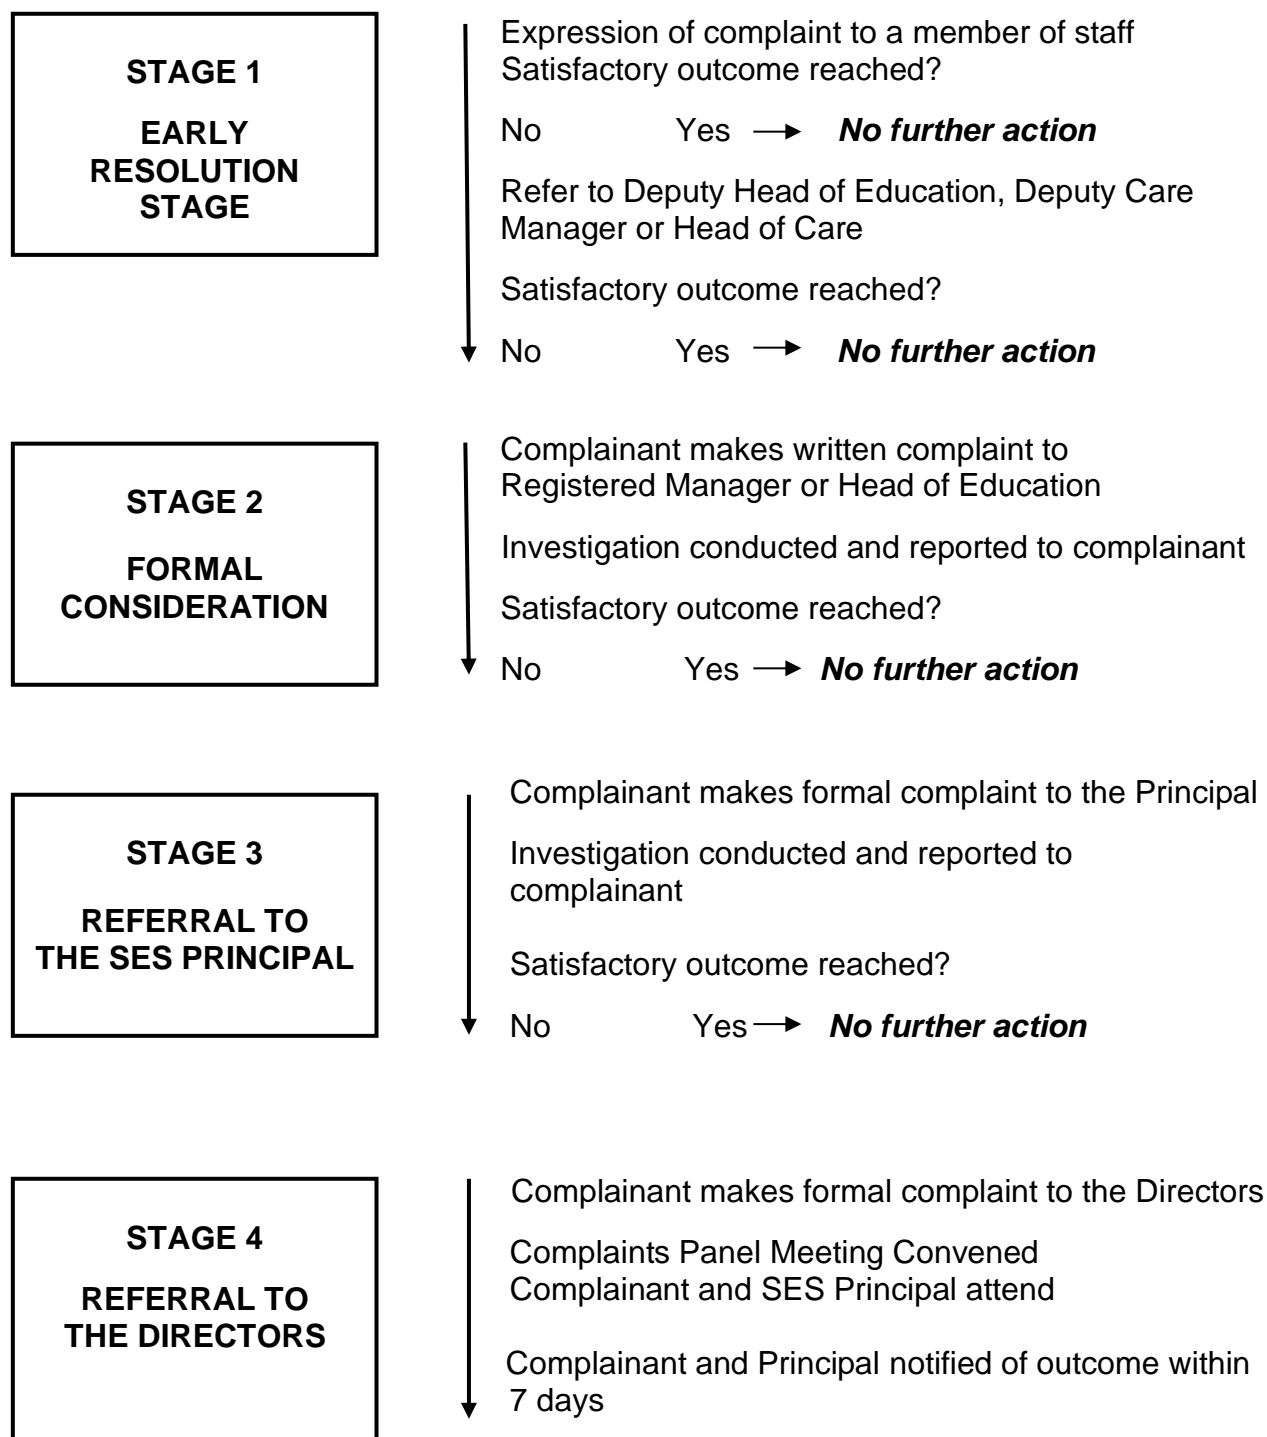 STAGE 1
EARLY
RESOLUTION
STAGE
Expression of complaint to a member of staff
Satisfactory outcome reached?
No Yes No further action
Refer to Deputy Head of Education, Deputy Care
Manager or Head of Care
Satisfactory outcome reached?
No Yes No further action
STAGE 2
FORMAL
CONSIDERATION
Complainant makes written complaint to
Registered Manager or Head of Education
Investigation conducted and reported to complainant
Satisfactory outcome reached?
No Yes No further action
STAGE 3
REFERRAL TO
THE SES PRINCIPAL
Complainant makes formal complaint to the Principal
Investigation conducted and reported to
complainant
Satisfactory outcome reached?
No Yes No further action
STAGE 4
REFERRAL TO
THE DIRECTORS
Complainant makes formal complaint to the Directors
Complaints Panel Meeting Convened
Complainant and SES Principal attend
Complainant and Principal notified of outcome within
7 days